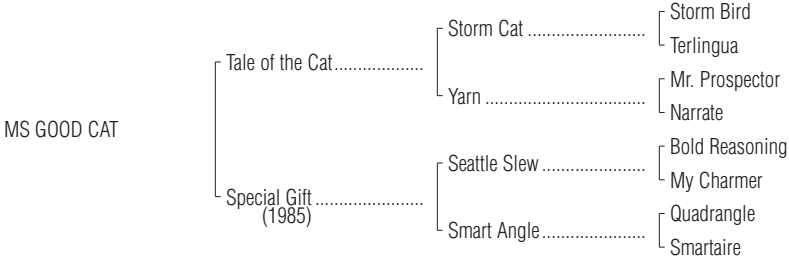 Storm Bird
Storm Cat ........................
Terlingua
Tale of the Cat...................
Mr. Prospector
Yarn .................................
Narrate
MS GOOD CAT
Bold Reasoning
Seattle Slew .....................
My Charmer
Special Gift .......................
(1985)
Quadrangle
Smart Angle......................
Smartaire